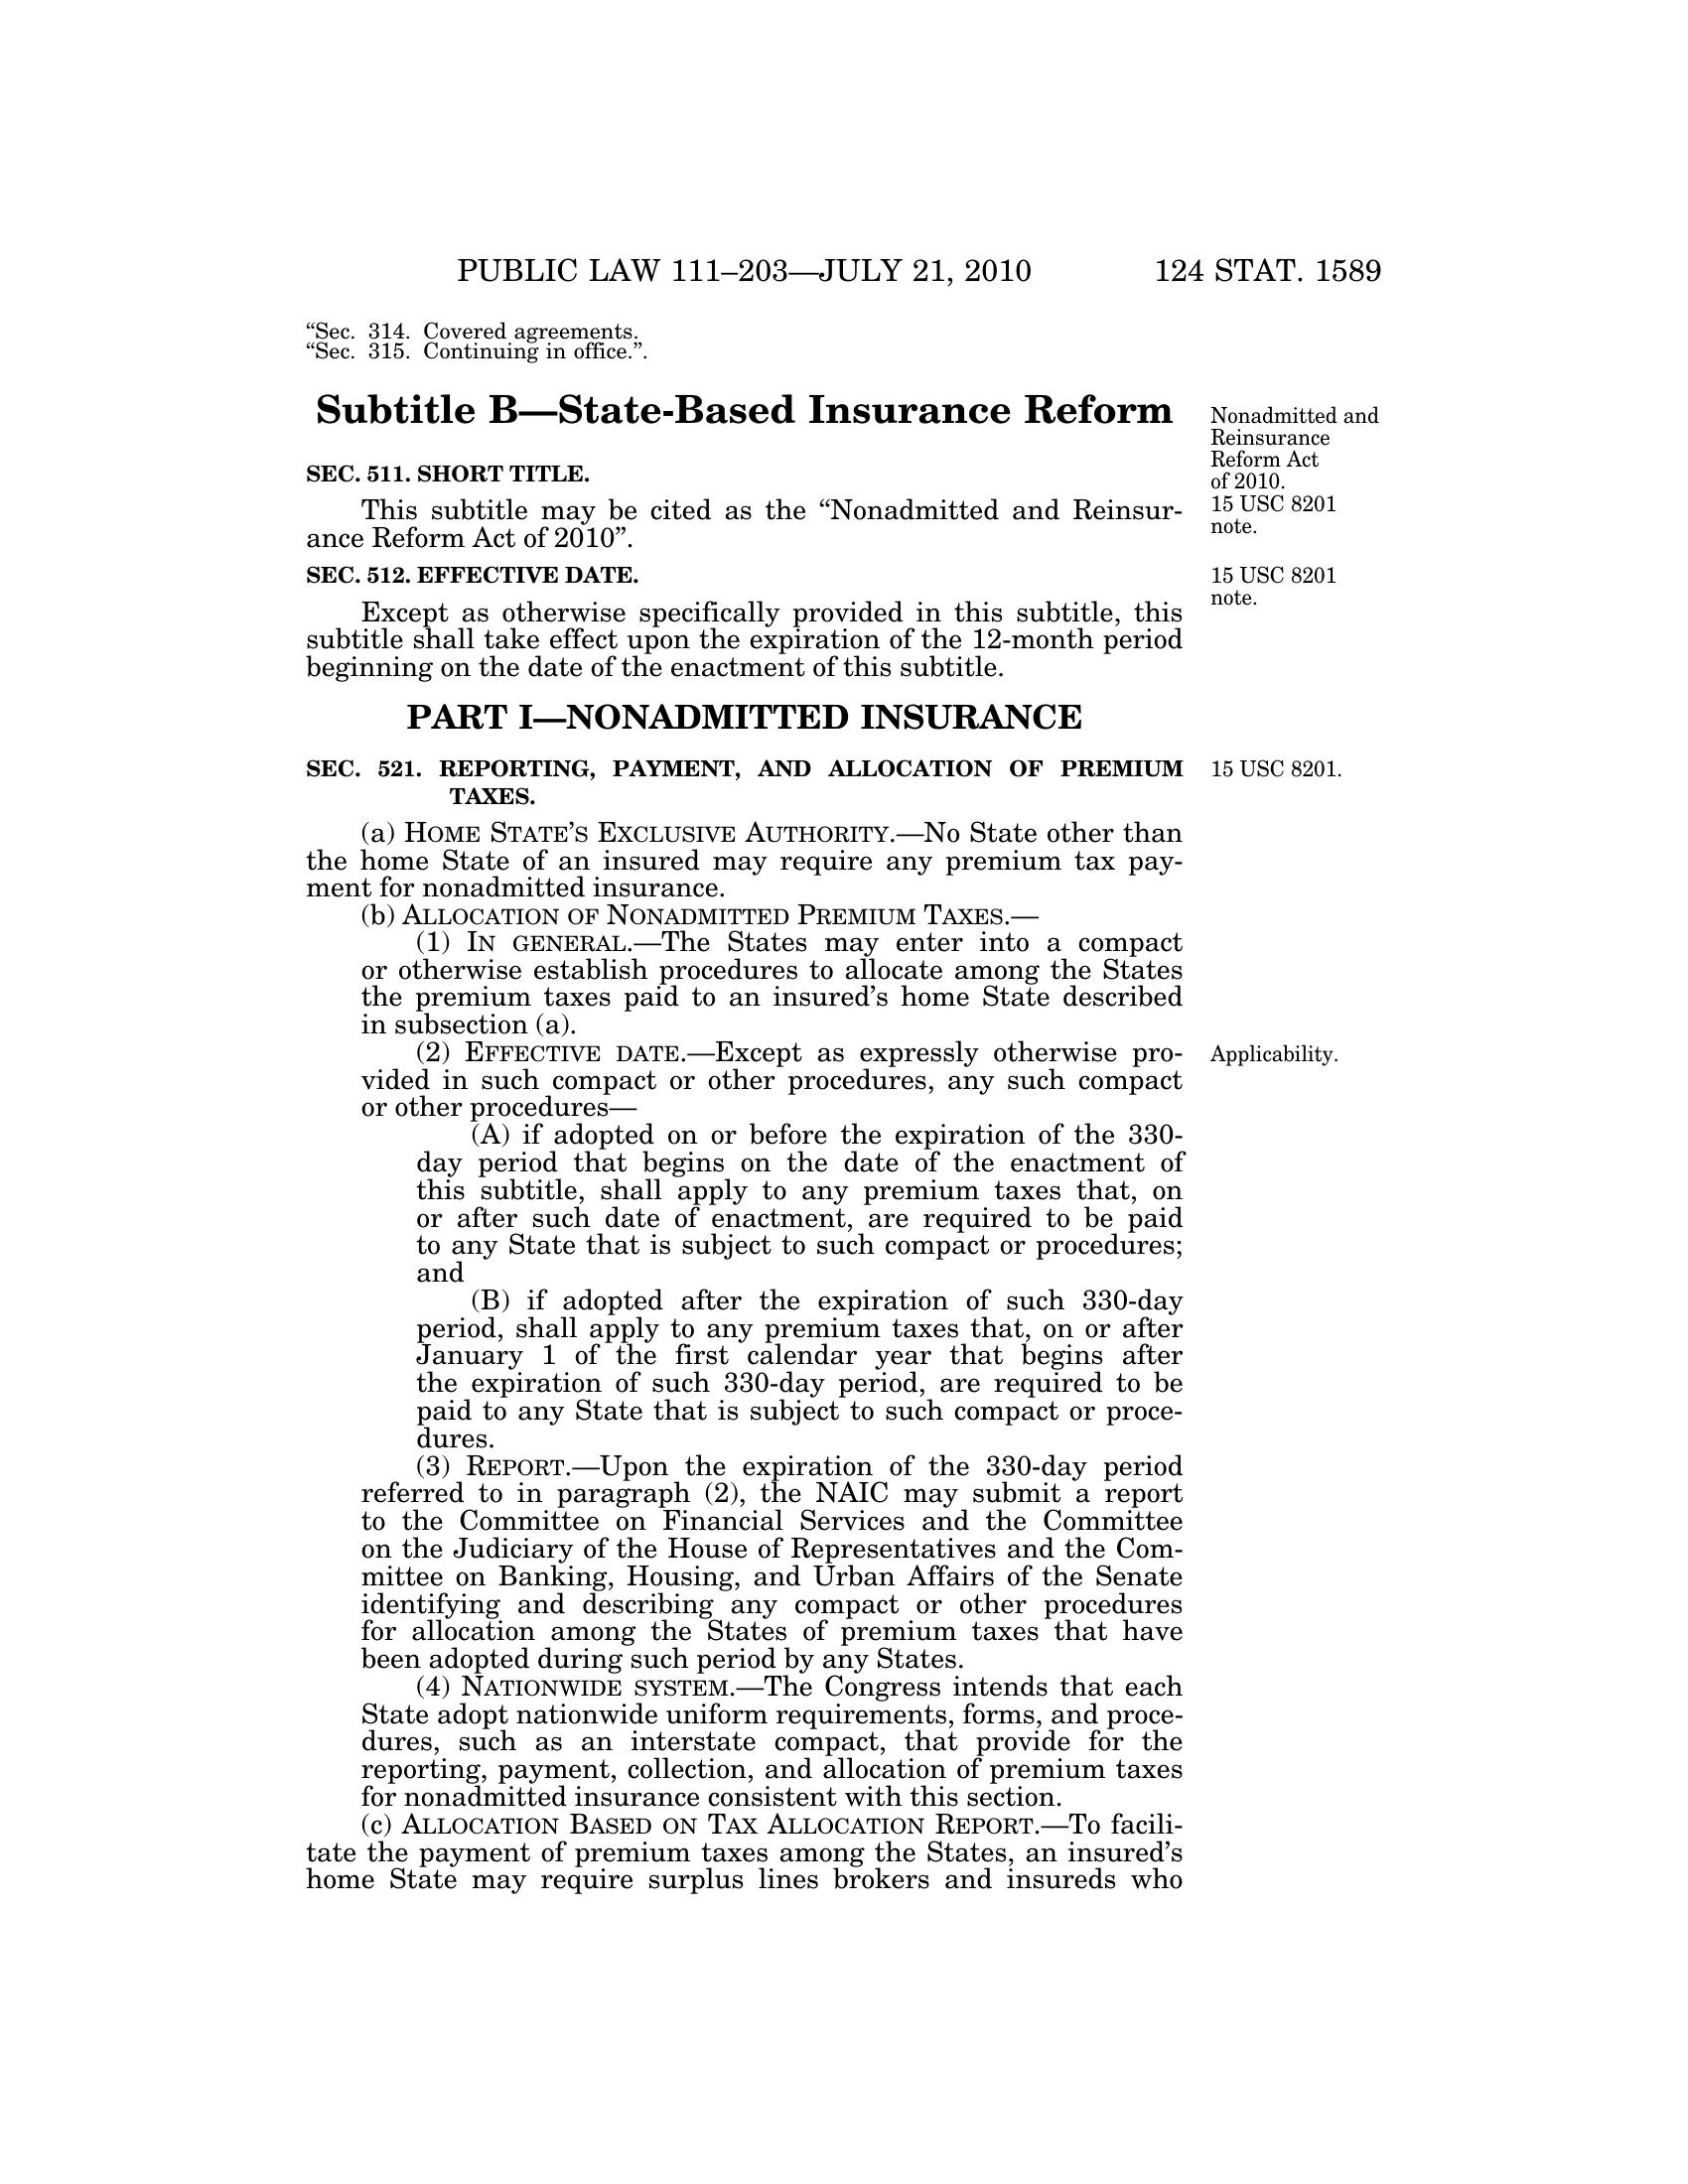 PUBLIC LAW 111–203—JULY 21, 2010 124 STAT. 1589
“Sec. 314. Covered agreements.
“Sec. 315. Continuing in office.”.
Subtitle B—State-Based Insurance Reform
Nonadmitted and
Reinsurance
Reform Act
of 2010.
15 USC 8201
note.
SEC. 511. SHORT TITLE.
This subtitle may be cited as the “Nonadmitted and Reinsur-
ance Reform Act of 2010”.
SEC. 512. EFFECTIVE DATE.
15 USC 8201
note.
Except as otherwise specifically provided in this subtitle, this
subtitle shall take effect upon the expiration of the 12-month period
beginning on the date of the enactment of this subtitle.
PART I—NONADMITTED INSURANCE
SEC. 521. REPORTING, PAYMENT, AND ALLOCATION OF PREMIUM
TAXES.
15 USC 8201.
(a) HOME STATE’S EXCLUSIVE AUTHORITY.—No State other than
the home State of an insured may require any premium tax pay-
ment for nonadmitted insurance.
(b) ALLOCATION OF NONADMITTED PREMIUM TAXES.—
(1) IN GENERAL.—The States may enter into a compact
or otherwise establish procedures to allocate among the States
the premium taxes paid to an insured’s home State described
in subsection (a).
(2) EFFECTIVE DATE.—Except as expressly otherwise pro-
vided in such compact or other procedures, any such compact
or other procedures—
Applicability.
(A) if adopted on or before the expiration of the 330-
day period that begins on the date of the enactment of
this subtitle, shall apply to any premium taxes that, on
or after such date of enactment, are required to be paid
to any State that is subject to such compact or procedures;
and
(B) if adopted after the expiration of such 330-day
period, shall apply to any premium taxes that, on or after
January 1 of the first calendar year that begins after
the expiration of such 330-day period, are required to be
paid to any State that is subject to such compact or proce-
dures.
(3) REPORT.—Upon the expiration of the 330-day period
referred to in paragraph (2), the NAIC may submit a report
to the Committee on Financial Services and the Committee
on the Judiciary of the House of Representatives and the Com-
mittee on Banking, Housing, and Urban Affairs of the Senate
identifying and describing any compact or other procedures
for allocation among the States of premium taxes that have
been adopted during such period by any States.
(4) NATIONWIDE SYSTEM.—The Congress intends that each
State adopt nationwide uniform requirements, forms, and proce-
dures, such as an interstate compact, that provide for the
reporting, payment, collection, and allocation of premium taxes
for nonadmitted insurance consistent with this section.
(c) ALLOCATION BASED ON TAX ALLOCATION REPORT.—To facili-
tate the payment of premium taxes among the States, an insured’s
home State may require surplus lines brokers and insureds who